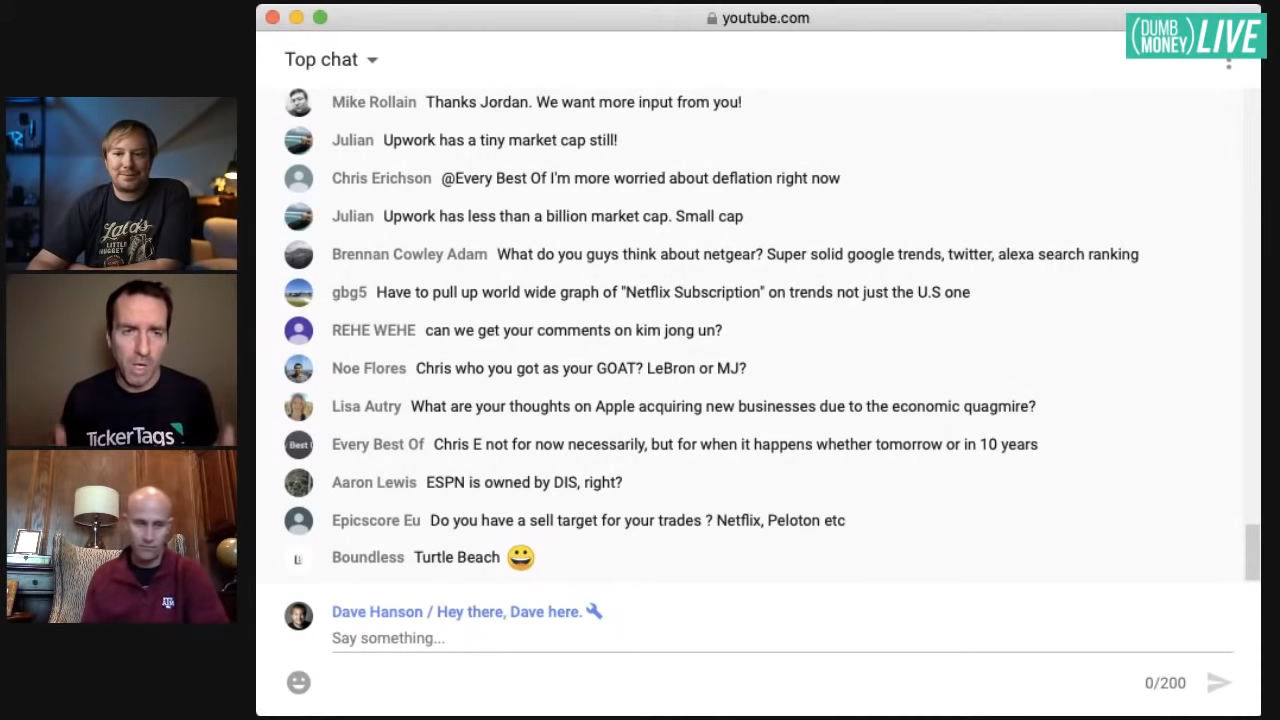 youtube.com
(DUMB MONEY) LIVE
Top chat
Mike Rollain Thanks Jordan. We want more input from you!
Julian Upwork has a tiny market cap still!
Chris Erichson @Every Best Of I'm more worried about deflation right now
Julian Upwork has less than a billion market cap. Small cap
Brennan Cowley Adam What do you guys think about netgear? Super solid google trends, twitter, alexa search ranking
gbg5 Have to pull up world wide graph of "Netflix Subscription" on trends not just the U.S one
REHE WEHE can we get your comments on kim jong un?
Noe Flores Chris who you got as your GOAT? LeBron or MJ?
Lisa Autry What are your thoughts on Apple acquiring new businesses due to the economic quagmire?
Best Every Best Of Chris E not for now necessarily, but for when it happens whether tomorrow or in 10 years
Aaron Lewis ESPN is owned by DIS, right?
Epicscore Eu Do you have a sell target for your trades ? Netflix, Peloton etc
Boundless Turtle Beach 😀
Dave Hanson / Hey there, Dave here.
Say something...
0/200
LITTLE
NUGGET
TickerTags
ATM